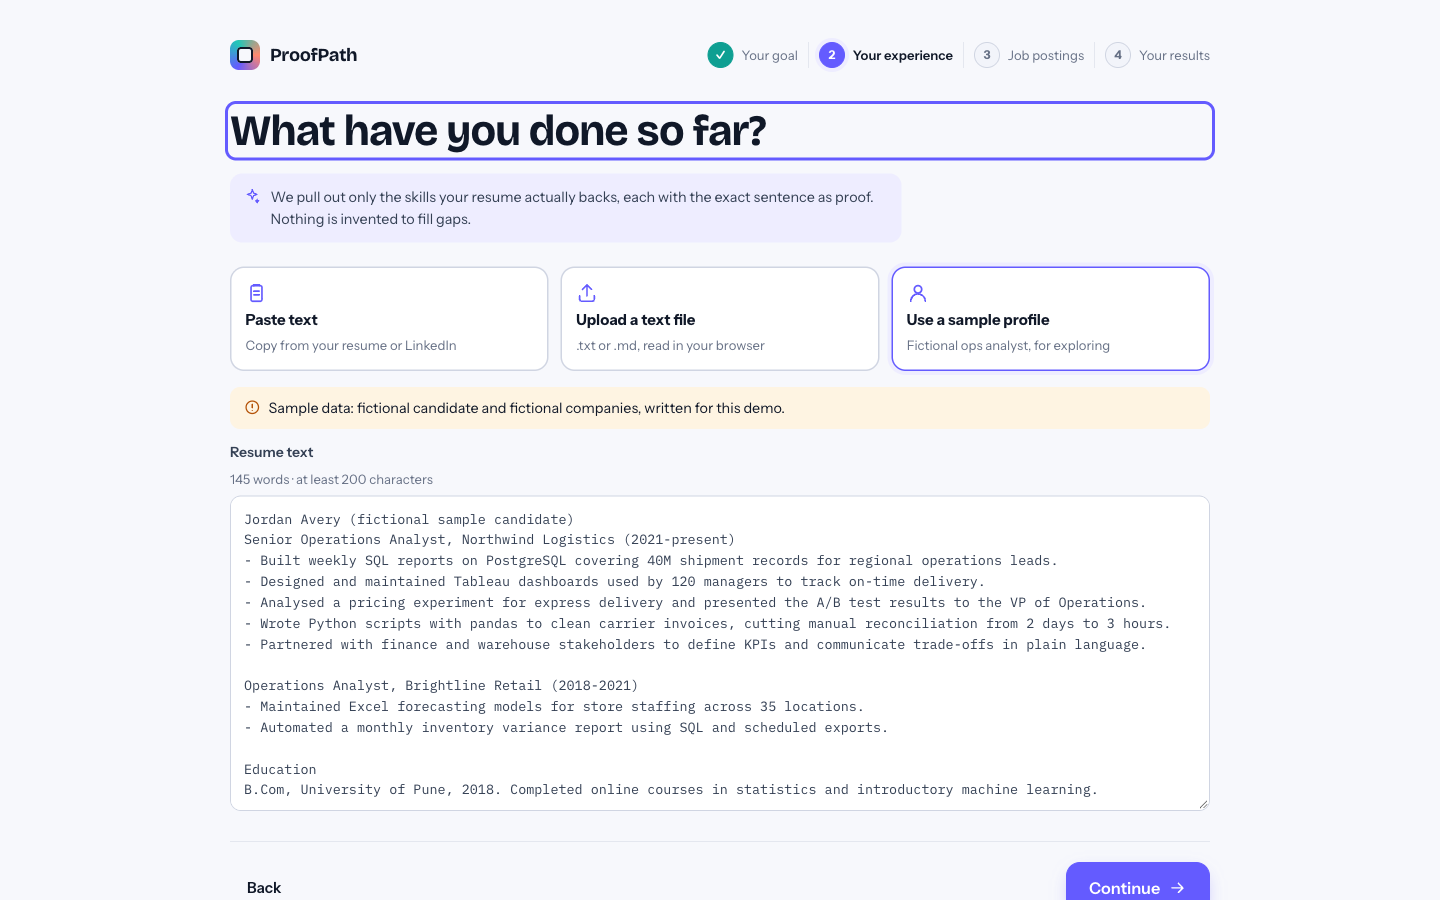 ProofPath
Your goal
2 Your experience
3 Job postings
4 Your results
What have you done so far?
We pull out only the skills your resume actually backs, each with the exact sentence as proof.
Nothing is invented to fill gaps.
Paste text
Copy from your resume or LinkedIn
Upload a text file
.txt or .md, read in your browser
Use a sample profile
Fictional ops analyst, for exploring
Sample data: fictional candidate and fictional companies, written for this demo.
Resume text
145 words · at least 200 characters
Jordan Avery (fictional sample candidate)
Senior Operations Analyst, Northwind Logistics (2021-present)
- Built weekly SQL reports on PostgreSQL covering 40M shipment records for regional operations leads.
- Designed and maintained Tableau dashboards used by 120 managers to track on-time delivery.
- Analysed a pricing experiment for express delivery and presented the A/B test results to the VP of Operations.
- Wrote Python scripts with pandas to clean carrier invoices, cutting manual reconciliation from 2 days to 3 hours.
- Partnered with finance and warehouse stakeholders to define KPIs and communicate trade-offs in plain language.
Operations Analyst, Brightline Retail (2018-2021)
- Maintained Excel forecasting models for store staffing across 35 locations.
- Automated a monthly inventory variance report using SQL and scheduled exports.
Education
B.Com, University of Pune, 2018. Completed online courses in statistics and introductory machine learning.
Back
Continue